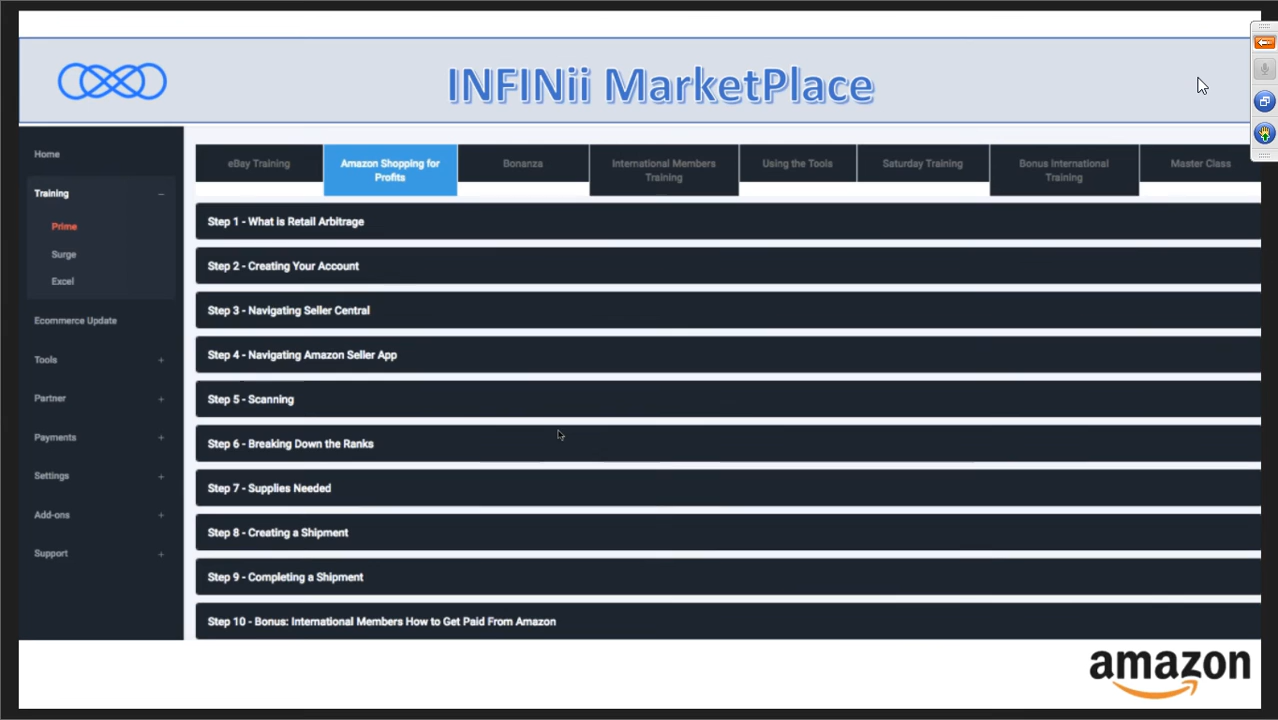 INFINii MarketPlace
Home
Training
Prime
Surge
Excel
Ecommerce Update
Tools
Partner
Payments
Settings
Add-ons
Support
eBay Training
Amazon Shopping for
Profits
Bonanza
International Members
Training
Using the Tools
Saturday Training
Bonus International
Training
Master Class
Step 1 - What is Retail Arbitrage
Step 2 - Creating Your Account
Step 3 - Navigating Seller Central
Step 4 - Navigating Amazon Seller App
Step 5 - Scanning
Step 6 - Breaking Down the Ranks
Step 7 - Supplies Needed
Step 8 - Creating a Shipment
Step 9 - Completing a Shipment
Step 10 - Bonus: International Members How to Get Paid From Amazon
amazon